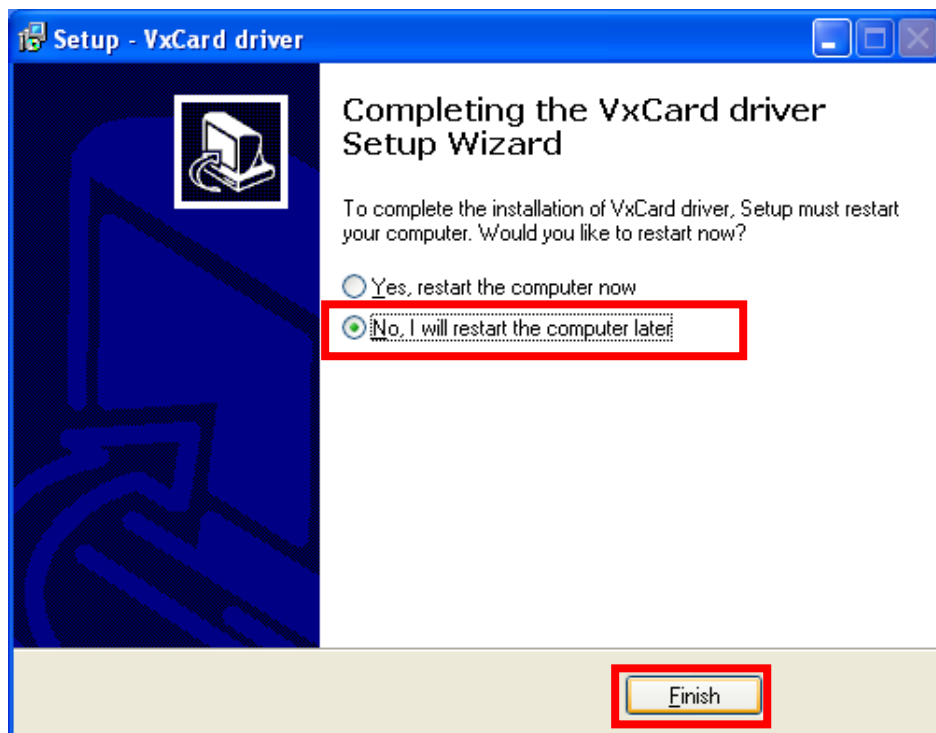 Setup - VxCard driver
Completing the VxCard driver
Setup Wizard
To complete the installation of VxCard driver, Setup must restart
your computer. Would you like to restart now?
Yes, restart the computer now
No, I will restart the computer later
Finish